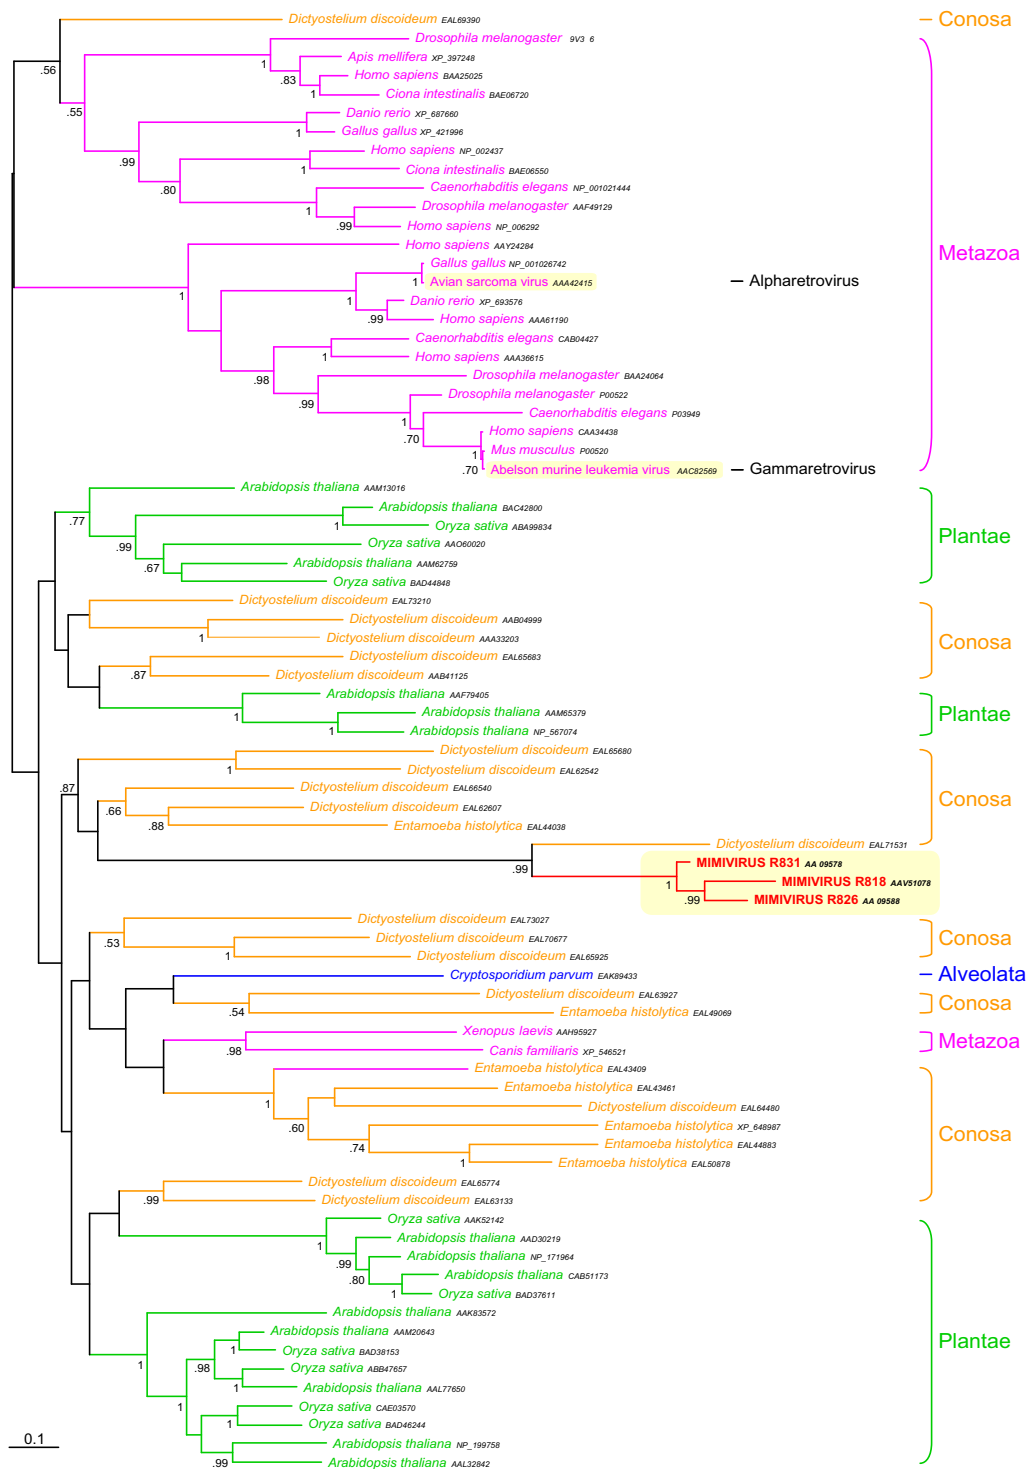 Dictyostelium discoideum EAL69390
Conosa
Drosophila melanogaster 9V3 6
Apis mellifera XP_397248
Homo sapiens BAA25025
Ciona intestinalis BAE06720
Danio rerio XP_687660
Gallus gallus XP_421996
Homo sapiens NP_002437
Ciona intestinalis BAE06550
Caenorhabditis elegans NP_001021444
Drosophila melanogaster AAF49129
Homo sapiens NP_006292
Homo sapiens AAY24284
Metazoa
Gallus gallus NP_001026742
Avian sarcoma virus AAA42415
Alpharetrovirus
Danio rerio XP_693576
Homo sapiens AAA61190
Caenorhabditis elegans CAB04427
Homo sapiens AAA36615
Drosophila melanogaster BAA24064
Drosophila melanogaster P00522
Caenorhabditis elegans P03949
Homo sapiens CAA34438
Mus musculus P00520
Abelson murine leukemia virus AAC82569
Gammaretrovirus
.56
1
.83
1
.55
1
.99
1
.80
1
.99
1
1
.99
1
.98
.99
1
.70
1
.70
Arabidopsis thaliana AAM13016
Arabidopsis thaliana BAC42800
Oryza sativa ABA99834
Plantae
Oryza sativa AAO60020
Arabidopsis thaliana AAM62759
Oryza sativa BAD44848
.77
.99
1
.67
Dictyostelium discoideum EAL73210
Dictyostelium discoideum AAB04999
Dictyostelium discoideum AAA33203
Conosa
Dictyostelium discoideum EAL65683
Dictyostelium discoideum AAB41125
1
.87
Arabidopsis thaliana AAF79405
Arabidopsis thaliana AAM65379
Plantae
Arabidopsis thaliana NP_567074
1
1
Dictyostelium discoideum EAL65680
Dictyostelium discoideum EAL62542
Dictyostelium discoideum EAL66540
Conosa
Dictyostelium discoideum EAL62607
Entamoeba histolytica EAL44038
Dictyostelium discoideum EAL71531
.87
1
.66
.88
.99
MIMIVIRUS R831 AA 09578
MIMIVIRUS R818 AAV51078
MIMIVIRUS R826 AA 09588
1
.99
Dictyostelium discoideum EAL73027
Dictyostelium discoideum EAL70677
Conosa
Dictyostelium discoideum EAL65925
.53
1
Cryptosporidium parvum EAK89433
Alveolata
Dictyostelium discoideum EAL63927
Conosa
Entamoeba histolytica EAL49069
.54
Xenopus laevis AAH95927
Metazoa
Canis familiaris XP_546521
.98
Entamoeba histolytica EAL43409
Entamoeba histolytica EAL43461
Dictyostelium discoideum EAL64480
Entamoeba histolytica XP_648987
Conosa
Entamoeba histolytica EAL44883
Entamoeba histolytica EAL50878
Dictyostelium discoideum EAL65774
Dictyostelium discoideum EAL63133
1
.60
.74
1
.99
Oryza sativa AAK52142
Arabidopsis thaliana AAD30219
Arabidopsis thaliana NP_171964
Arabidopsis thaliana CAB51173
Oryza sativa BAD37611
Arabidopsis thaliana AAK83572
Arabidopsis thaliana AAM20643
Plantae
Oryza sativa BAD38153
Oryza sativa ABB47657
Arabidopsis thaliana AAL77650
Oryza sativa CAE03570
Oryza sativa BAD46244
Arabidopsis thaliana NP_199758
Arabidopsis thaliana AAL32842
1
.99
.80
1
1
1
.98
1
1
1
.99
0.1